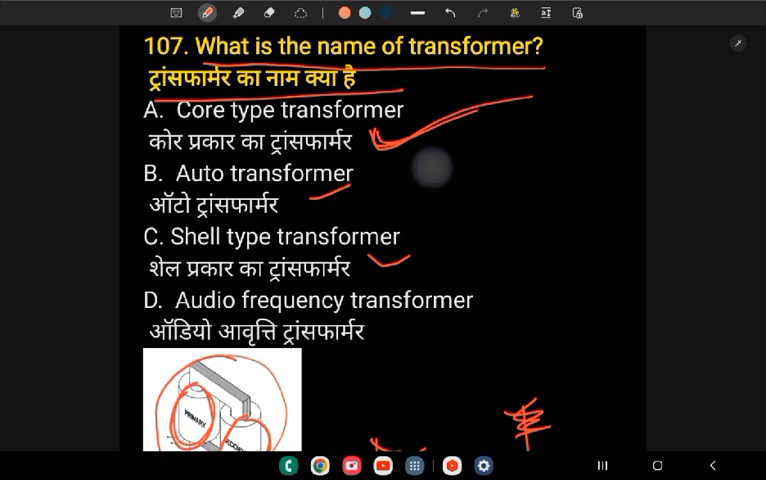 107. What is the name of transformer?
ट्रांसफार्मर का नाम क्या है
A. Core type transformer
कोर प्रकार का ट्रांसफार्मर
B. Auto transformer
ऑटो ट्रांसफार्मर
C. Shell type transformer
शेल प्रकार का ट्रांसफार्मर
D. Audio frequency transformer
ऑडियो आवृत्ति ट्रांसफार्मर
PRIMARY